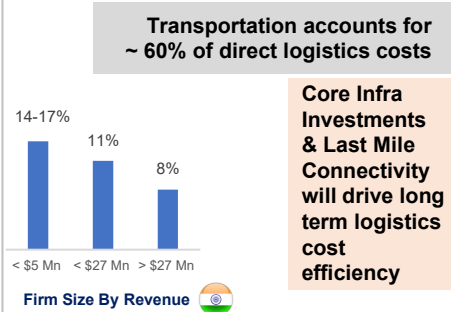 Transportation accounts for
~ 60% of direct logistics costs
14-17%
11%
8%
< $5 Mn < $27 Mn > $27 Mn
Firm Size By Revenue
Core Infra
Investments
& Last Mile
Connectivity
will drive long
term logistics
cost
efficiency